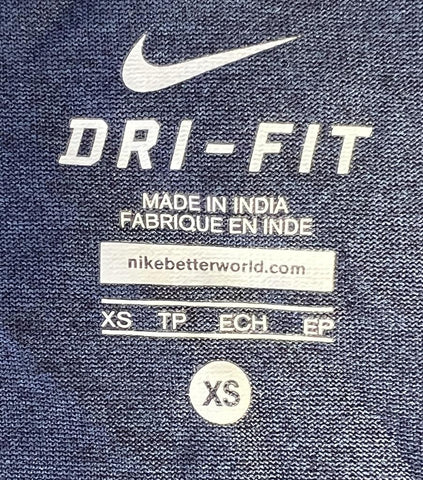 DRI-FIT
MADE IN INDIA
FABRIQUE EN INDE
nikebetterworld.com
XS TP ECH EP
XS